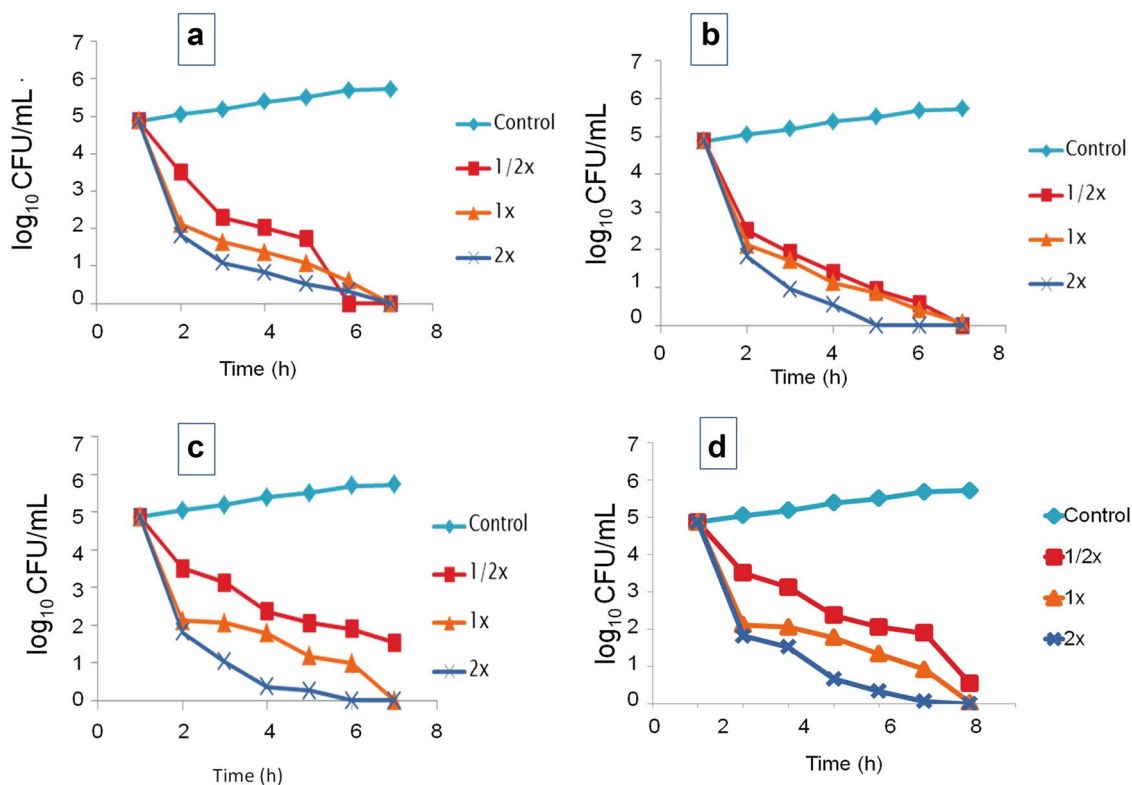 a
log₁₀ CFU/mL
7
6
5
4
3
2
1
0
0 2 4 6 8
Time (h)
Control
1/2x
1x
2x
b
log₁₀ CFU/mL
7
6
5
4
3
2
1
0
0 2 4 6 8
Time (h)
Control
1/2x
1x
2x
c
log₁₀ CFU/mL
7
6
5
4
3
2
1
0
0 2 4 6 8
Time (h)
Control
1/2x
1x
2x
d
log₁₀ CFU/mL
7
6
5
4
3
2
1
0
0 2 4 6 8
Time (h)
Control
1/2x
1x
2x